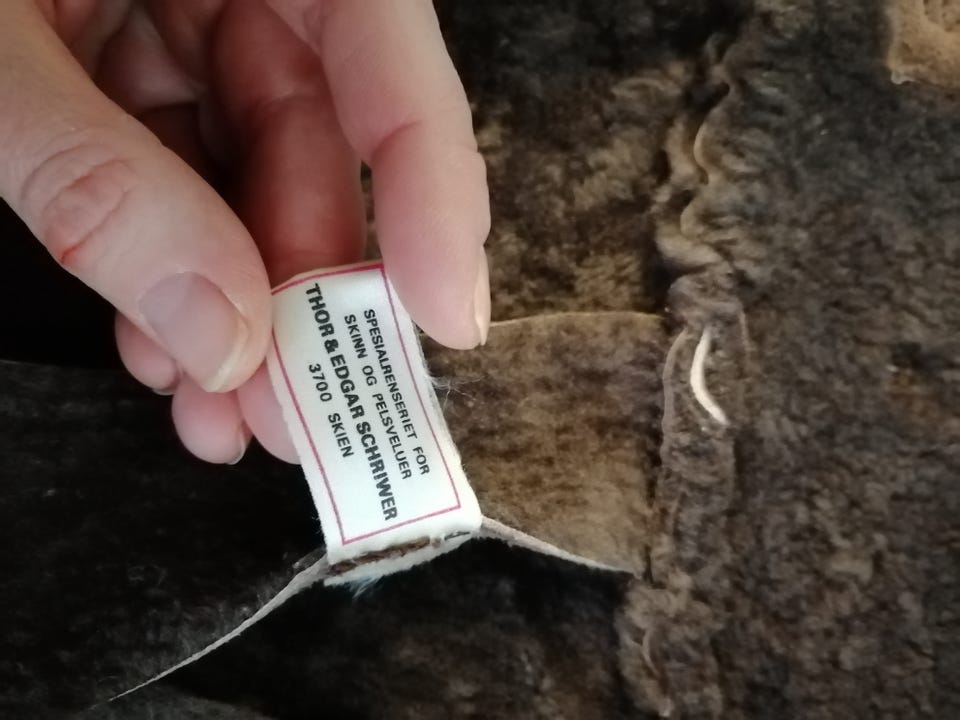 SPESIALRENSERIET FOR
SKINN OG PELSVELUER
THOR & EDGAR SCHRIWER
3700 SKIEN